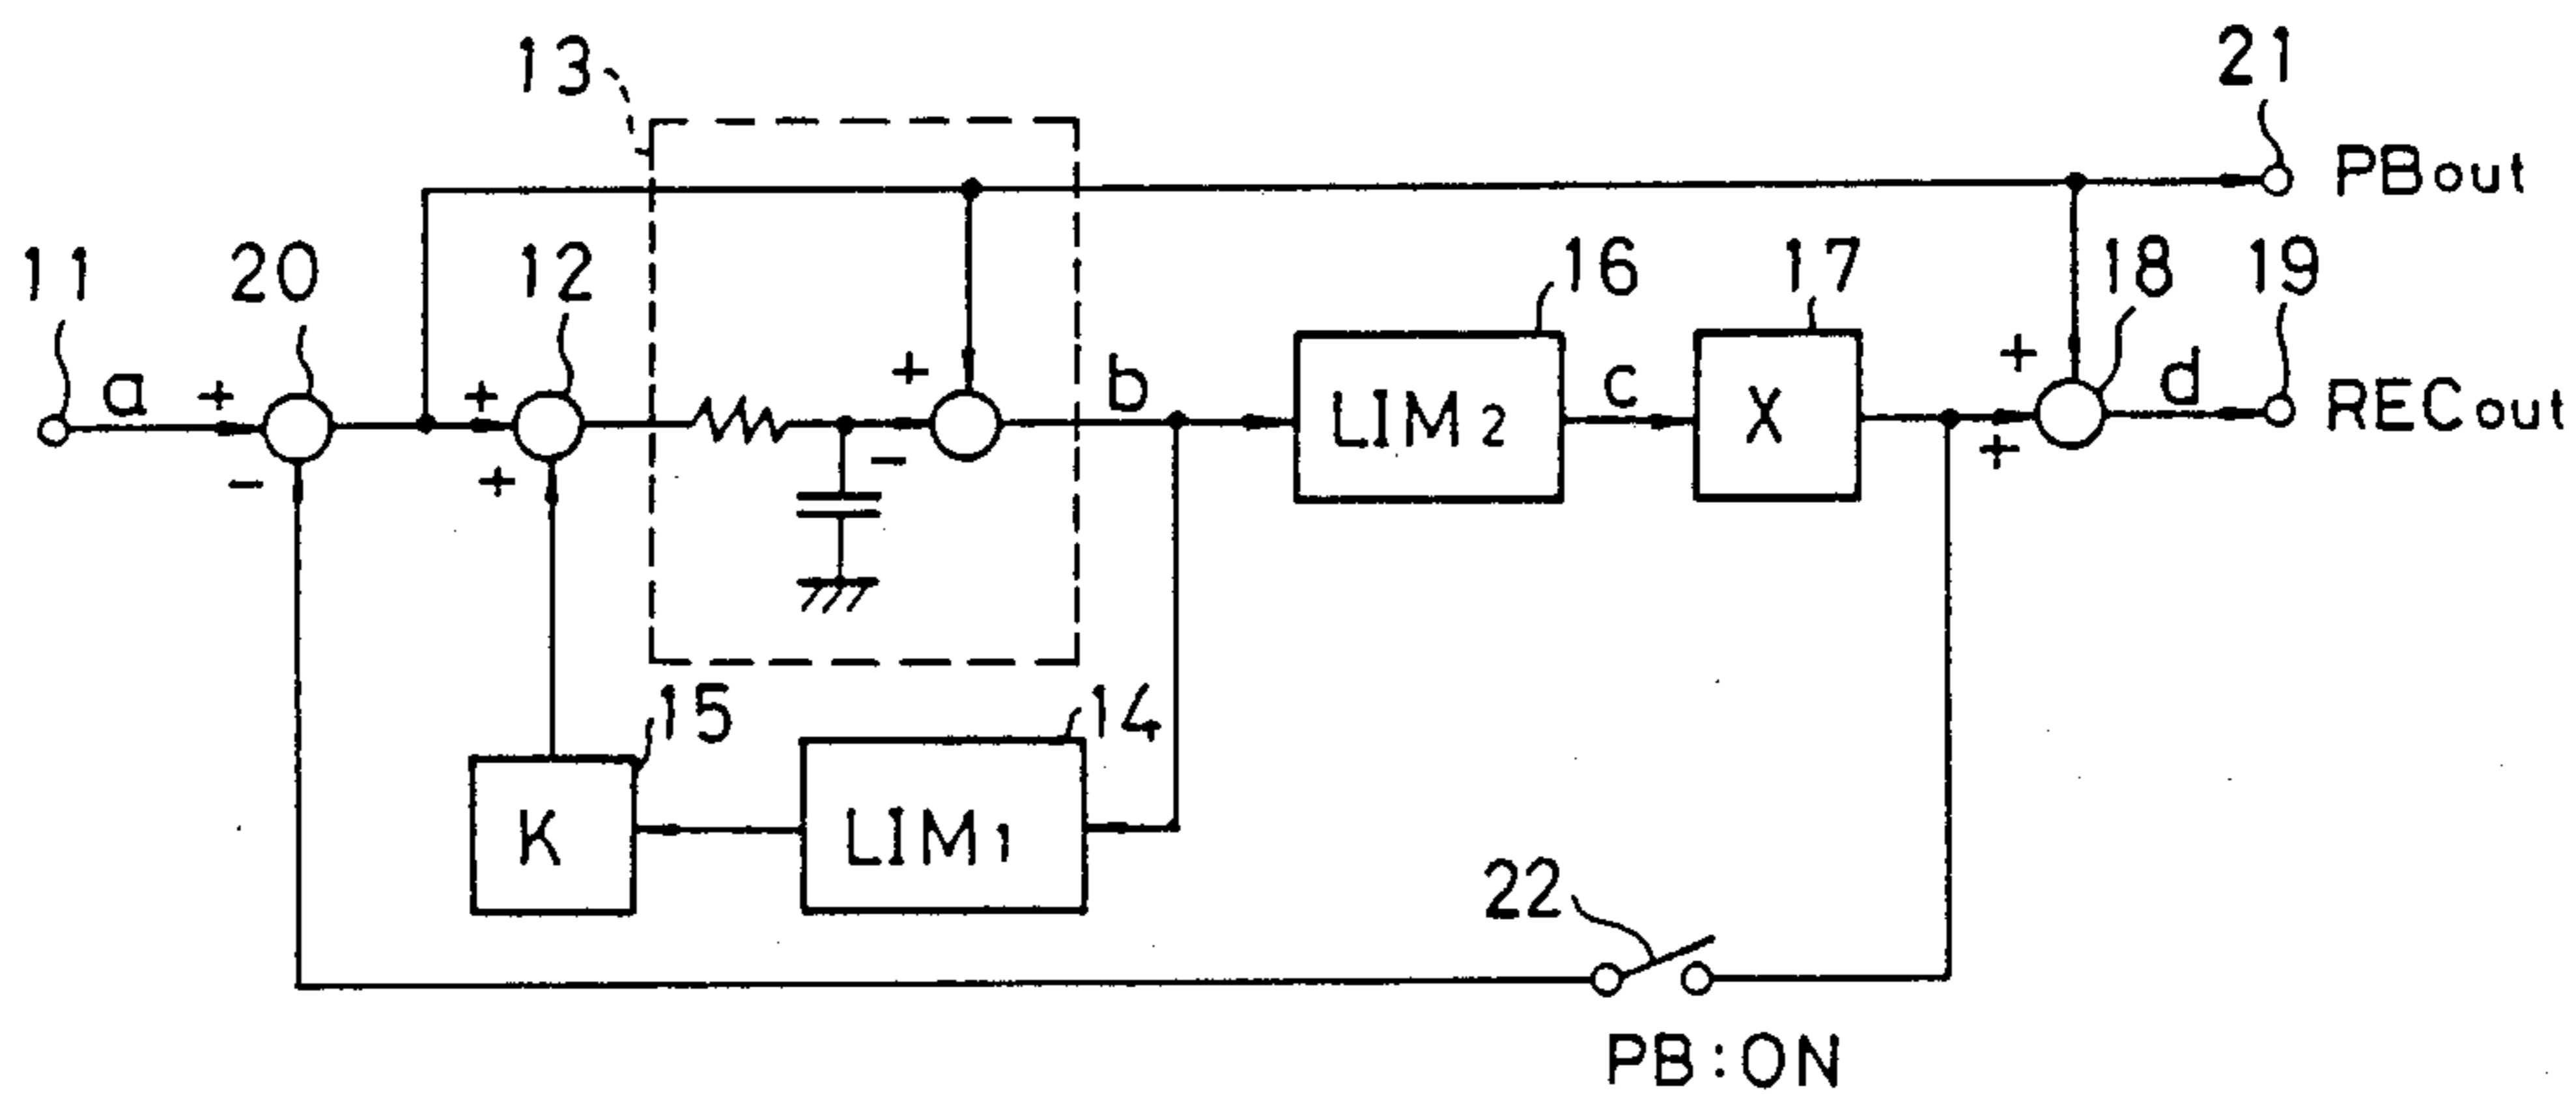 13
21
PBout
11
a
+
-
20
12
+
+
+
-
b
16
LIM2
c
17
X
+
+
18
d
19
RECout
15
K
14
LIM1
22
PB:ON